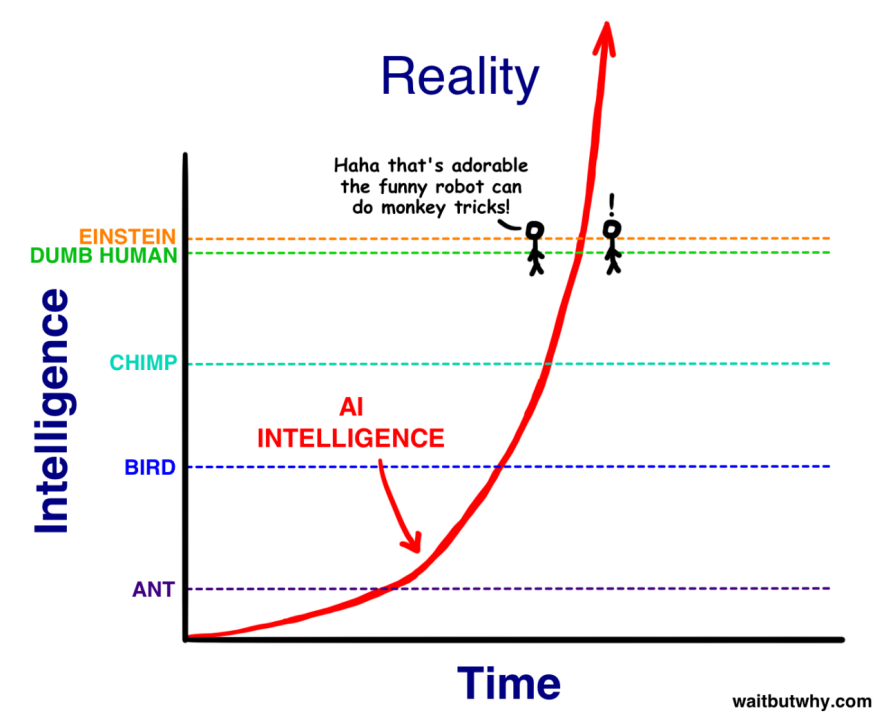 Reality
Haha that's adorable
the funny robot can
do monkey tricks!
!
EINSTEIN
DUMB HUMAN
CHIMP
AI
INTELLIGENCE
BIRD
ANT
Intelligence
Time
waitbutwhy.com